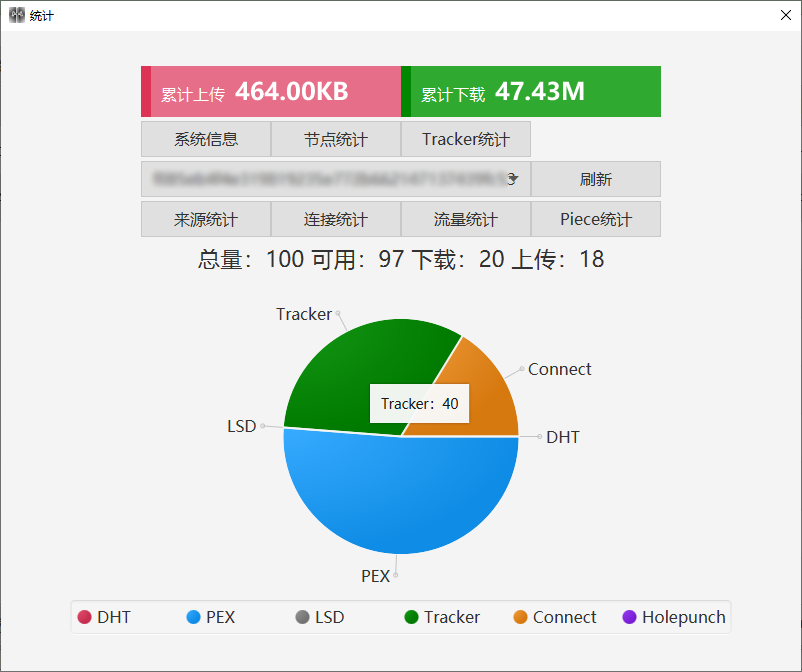 统计
累计上传 464.00KB 累计下载 47.43M
系统信息 节点统计 Tracker统计
刷新
来源统计 连接统计 流量统计 Piece统计
总量：100 可用：97 下载：20 上传：18
Tracker
Connect
Tracker：40
LSD
DHT
PEX
DHT PEX LSD Tracker Connect Holepunch